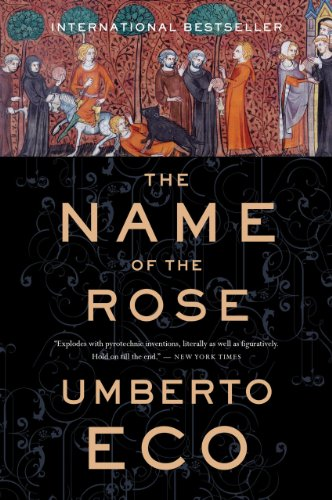 INTERNATIONAL BESTSELLER
THE
NAME
OF THE
ROSE
"Explodes with pyrotechnic inventions, literally as well as figuratively.
Hold on till the end." — NEW YORK TIMES
UMBERTO
ECO